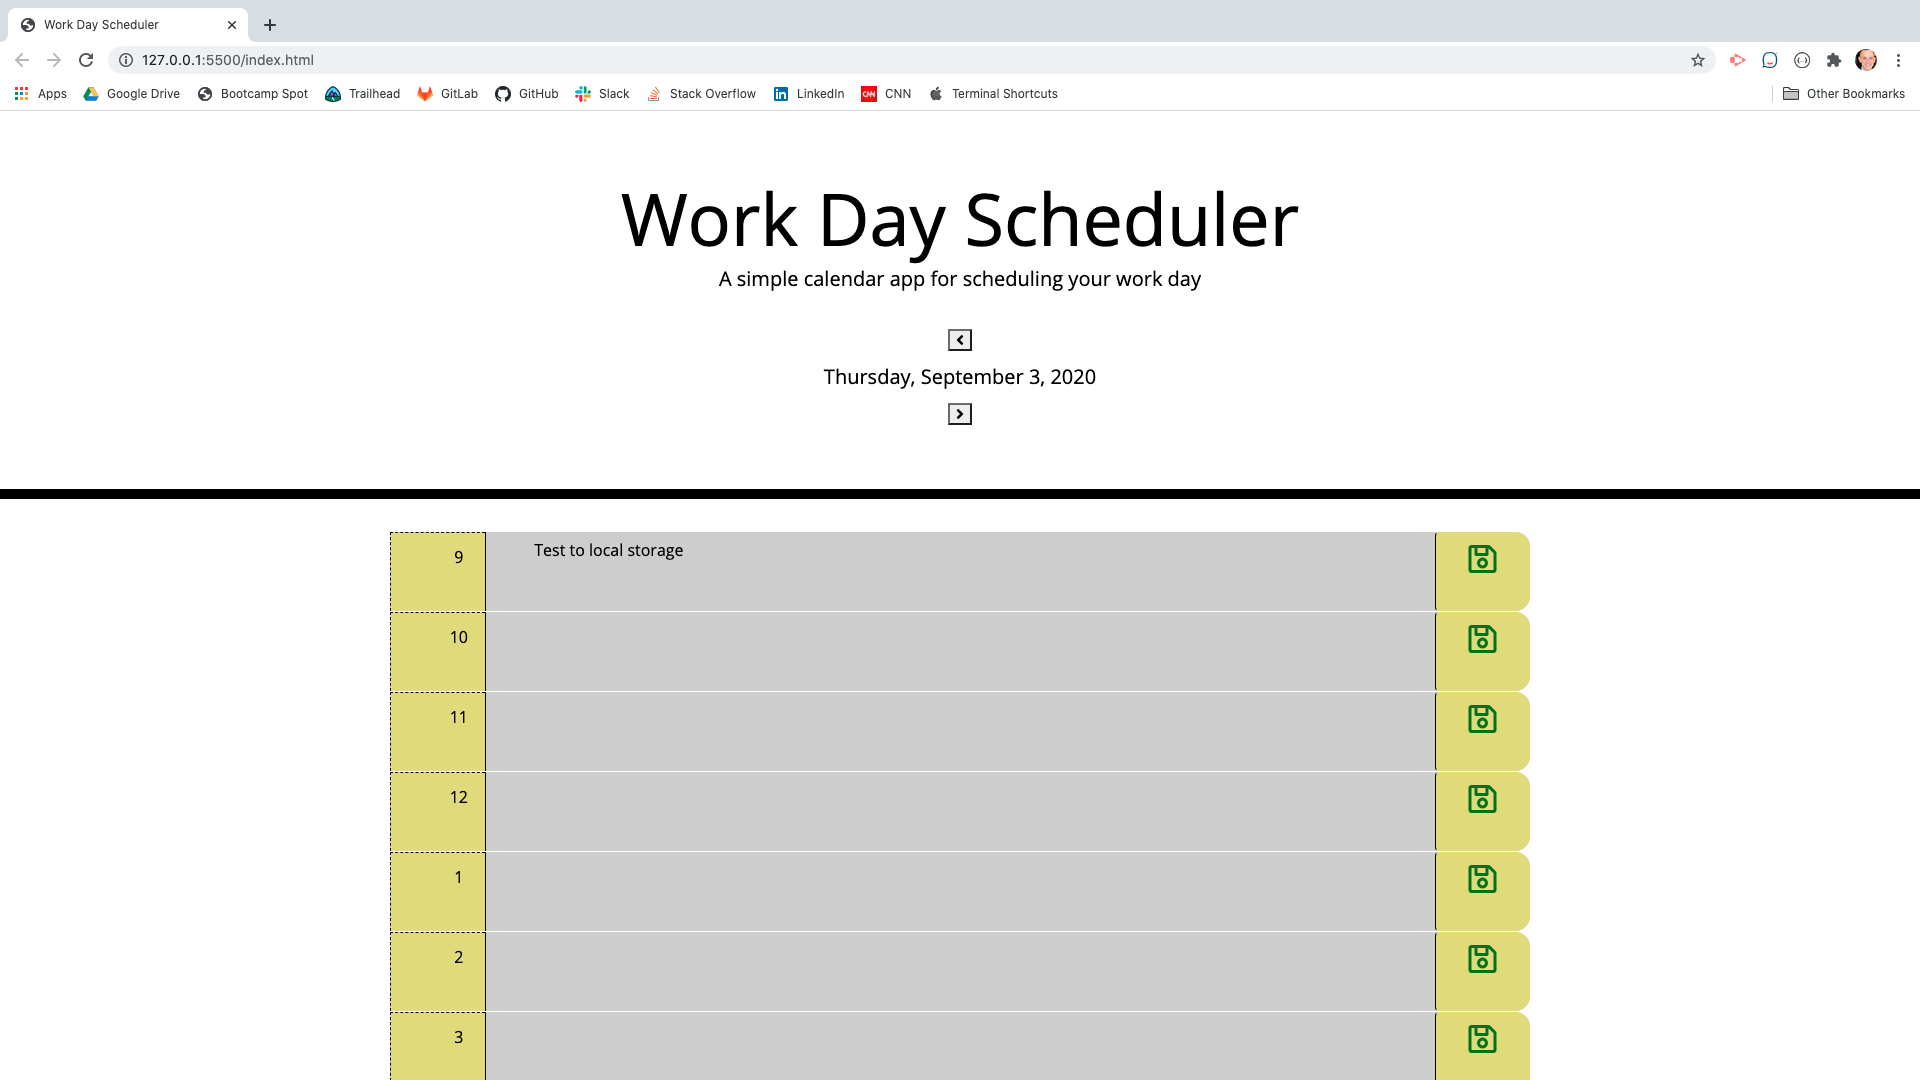 Work Day Scheduler
127.0.0.1:5500/index.html
Apps Google Drive Bootcamp Spot Trailhead GitLab GitHub Slack Stack Overflow LinkedIn CNN Terminal Shortcuts Other Bookmarks
Work Day Scheduler
A simple calendar app for scheduling your work day
Thursday, September 3, 2020
9 Test to local storage
10
11
12
1
2
3